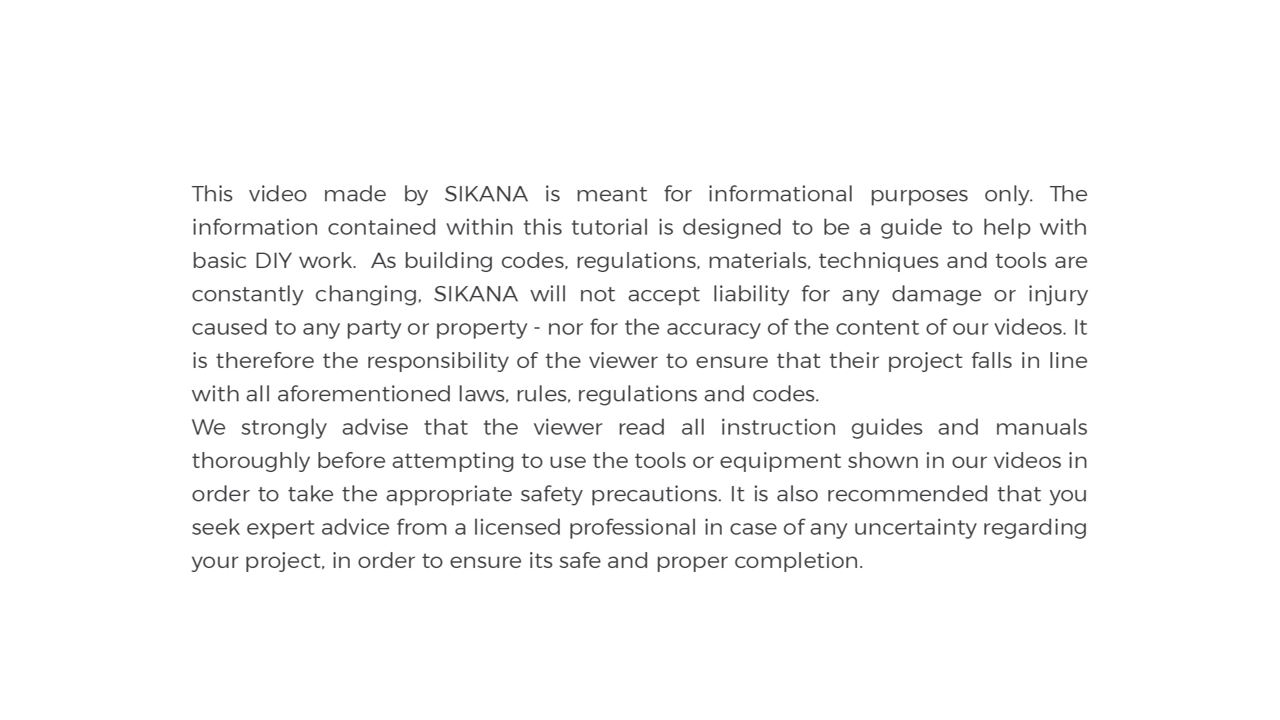 This video made by SIKANA is meant for informational purposes only. The
information contained within this tutorial is designed to be a guide to help with
basic DIY work.  As building codes, regulations, materials, techniques and tools are
constantly changing, SIKANA will not accept liability for any damage or injury
caused to any party or property - nor for the accuracy of the content of our videos. It
is therefore the responsibility of the viewer to ensure that their project falls in line
with all aforementioned laws, rules, regulations and codes.
We strongly advise that the viewer read all instruction guides and manuals
thoroughly before attempting to use the tools or equipment shown in our videos in
order to take the appropriate safety precautions. It is also recommended that you
seek expert advice from a licensed professional in case of any uncertainty regarding
your project, in order to ensure its safe and proper completion.